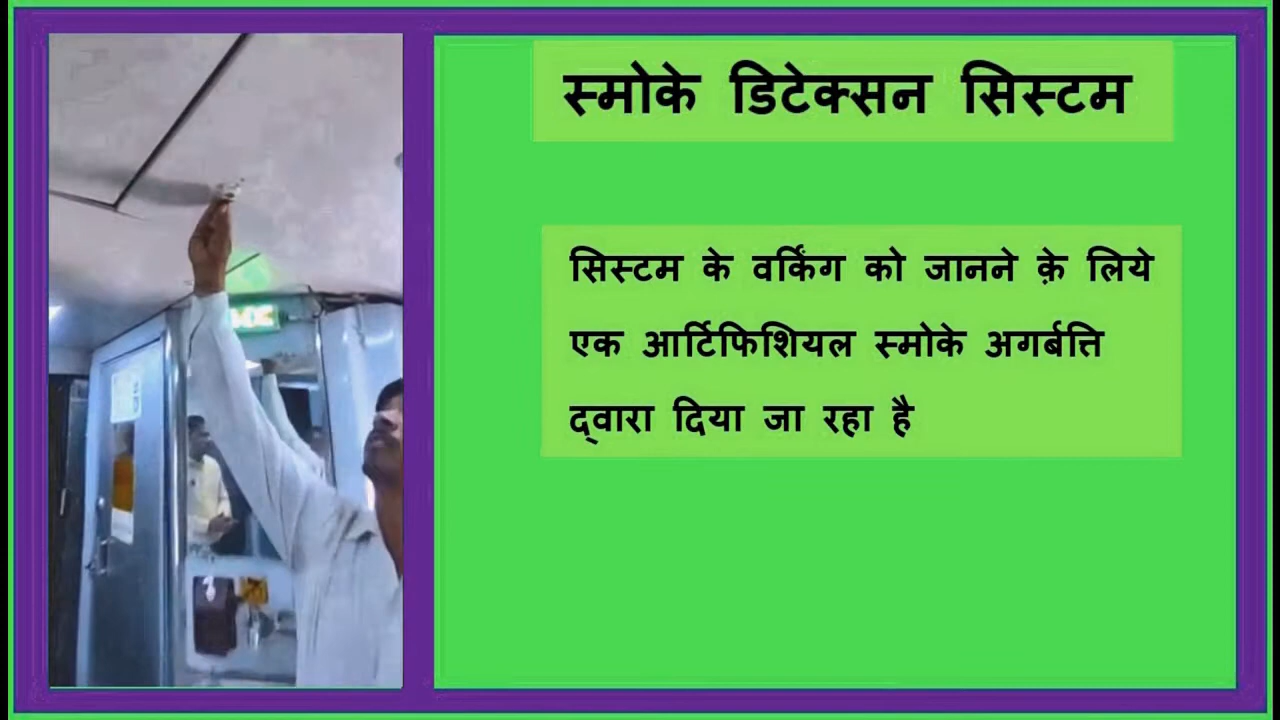 स्मोके डिटेक्सन सिस्टम
सिस्टम के वर्किंग को जानने क़े लिये
एक आर्टिफिशियल स्मोके अगर्बत्ति
द्वारा दिया जा रहा है